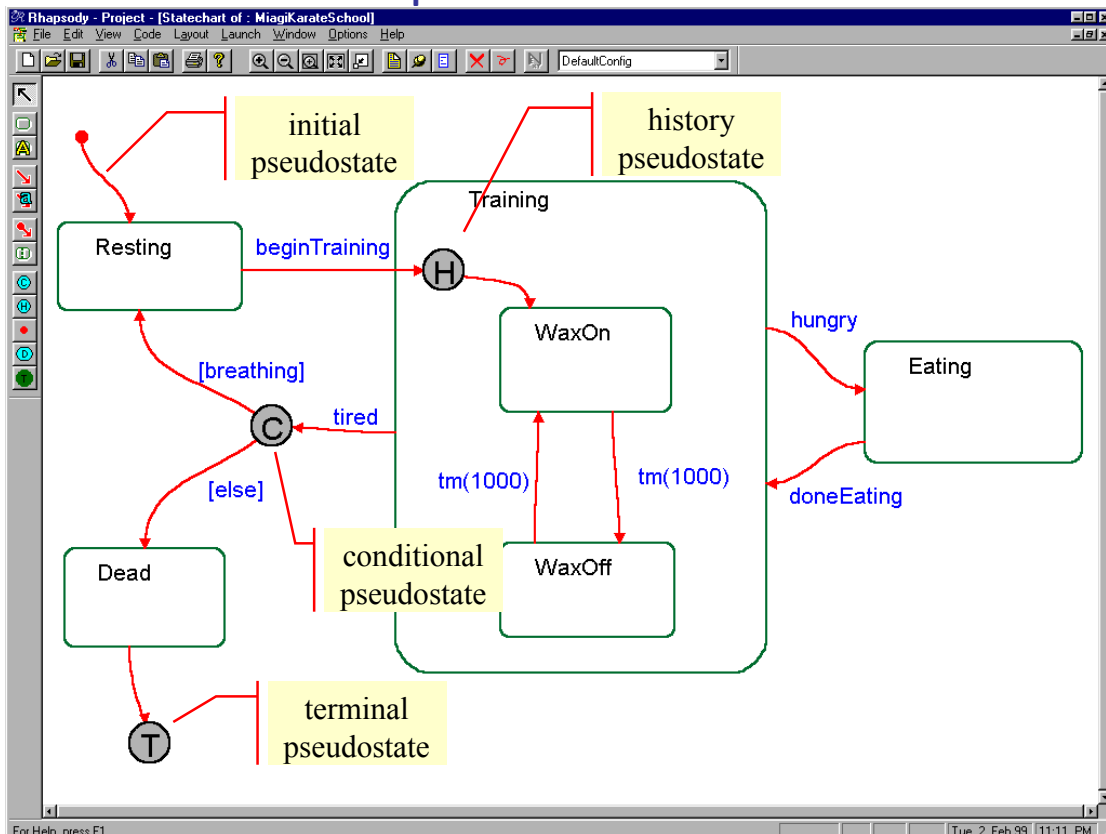 Rhapsody - Project - [Statechart of : MiagiKarateSchool]
File Edit View Code Layout Launch Window Options Help
DefaultConfig
initial
pseudostate
history
pseudostate
Training
Resting
beginTraining
H
WaxOn
hungry
Eating
[breathing]
C
tired
tm(1000)
tm(1000)
doneEating
[else]
conditional
pseudostate
WaxOff
Dead
terminal
pseudostate
T
For Help, press F1
Tue, 2, Feb 99
11:11 PM